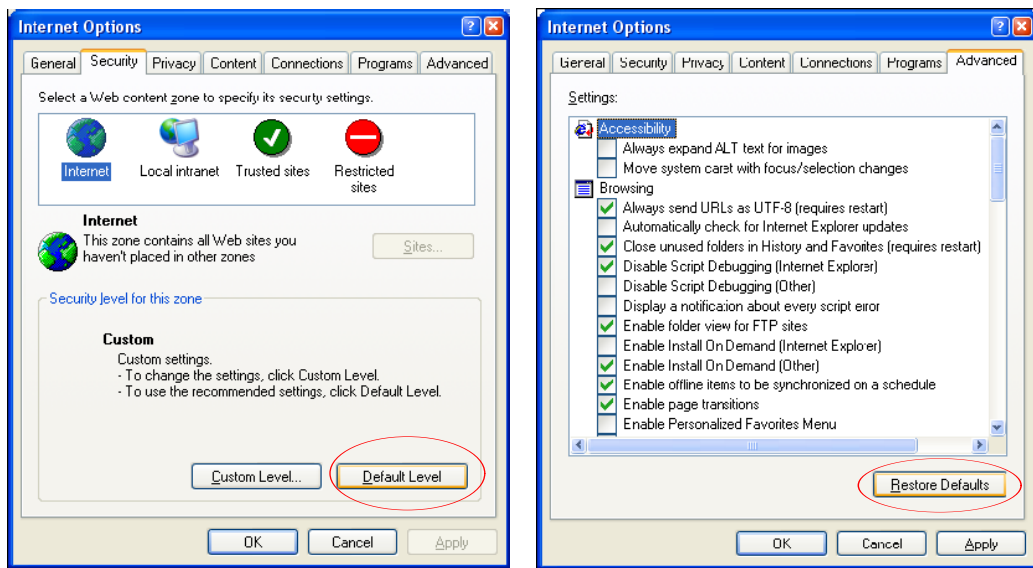 Internet Options
General Security Privacy Content Connections Programs Advanced
Select a Web content zone to specify its security settings.
Internet
Local intranet
Trusted sites
Restricted
sites
Internet
This zone contains all Web sites you
haven't placed in other zones
Sites...
Security level for this zone
Custom
Custom settings.
- To change the settings, click Custom Level.
- To use the recommended settings, click Default Level.
Custom Level...
Default Level
OK
Cancel
Apply
Internet Options
General Security Privacy Content Connections Programs Advanced
Settings:
Accessibility
Always expand ALT text for images
Move system caret with focus/selection changes
Browsing
Always send URLs as UTF-8 (requires restart)
Automatically check for Internet Explorer updates
Close unused folders in History and Favorites (requires restart)
Disable Script Debugging (Internet Explorer)
Disable Script Debugging (Other)
Display a notification about every script error
Enable folder view for FTP sites
Enable Install On Demand (Internet Explorer)
Enable Install On Demand (Other)
Enable offline items to be synchronized on a schedule
Enable page transitions
Enable Personalized Favorites Menu
Restore Defaults
OK
Cancel
Apply